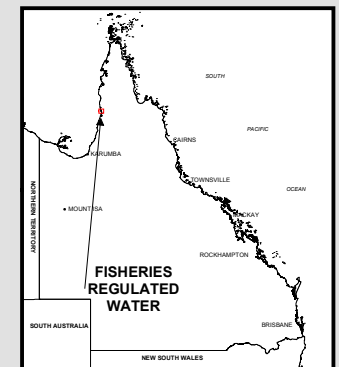 SOUTH
PACIFIC
CAIRNS
KARUMBA
TOWNSVILLE
OCEAN
NORTHERN TERRITORY
MOUNT ISA
MACKAY
ROCKHAMPTON
FISHERIES
REGULATED
WATER
SOUTH AUSTRALIA
BRISBANE
NEW SOUTH WALES